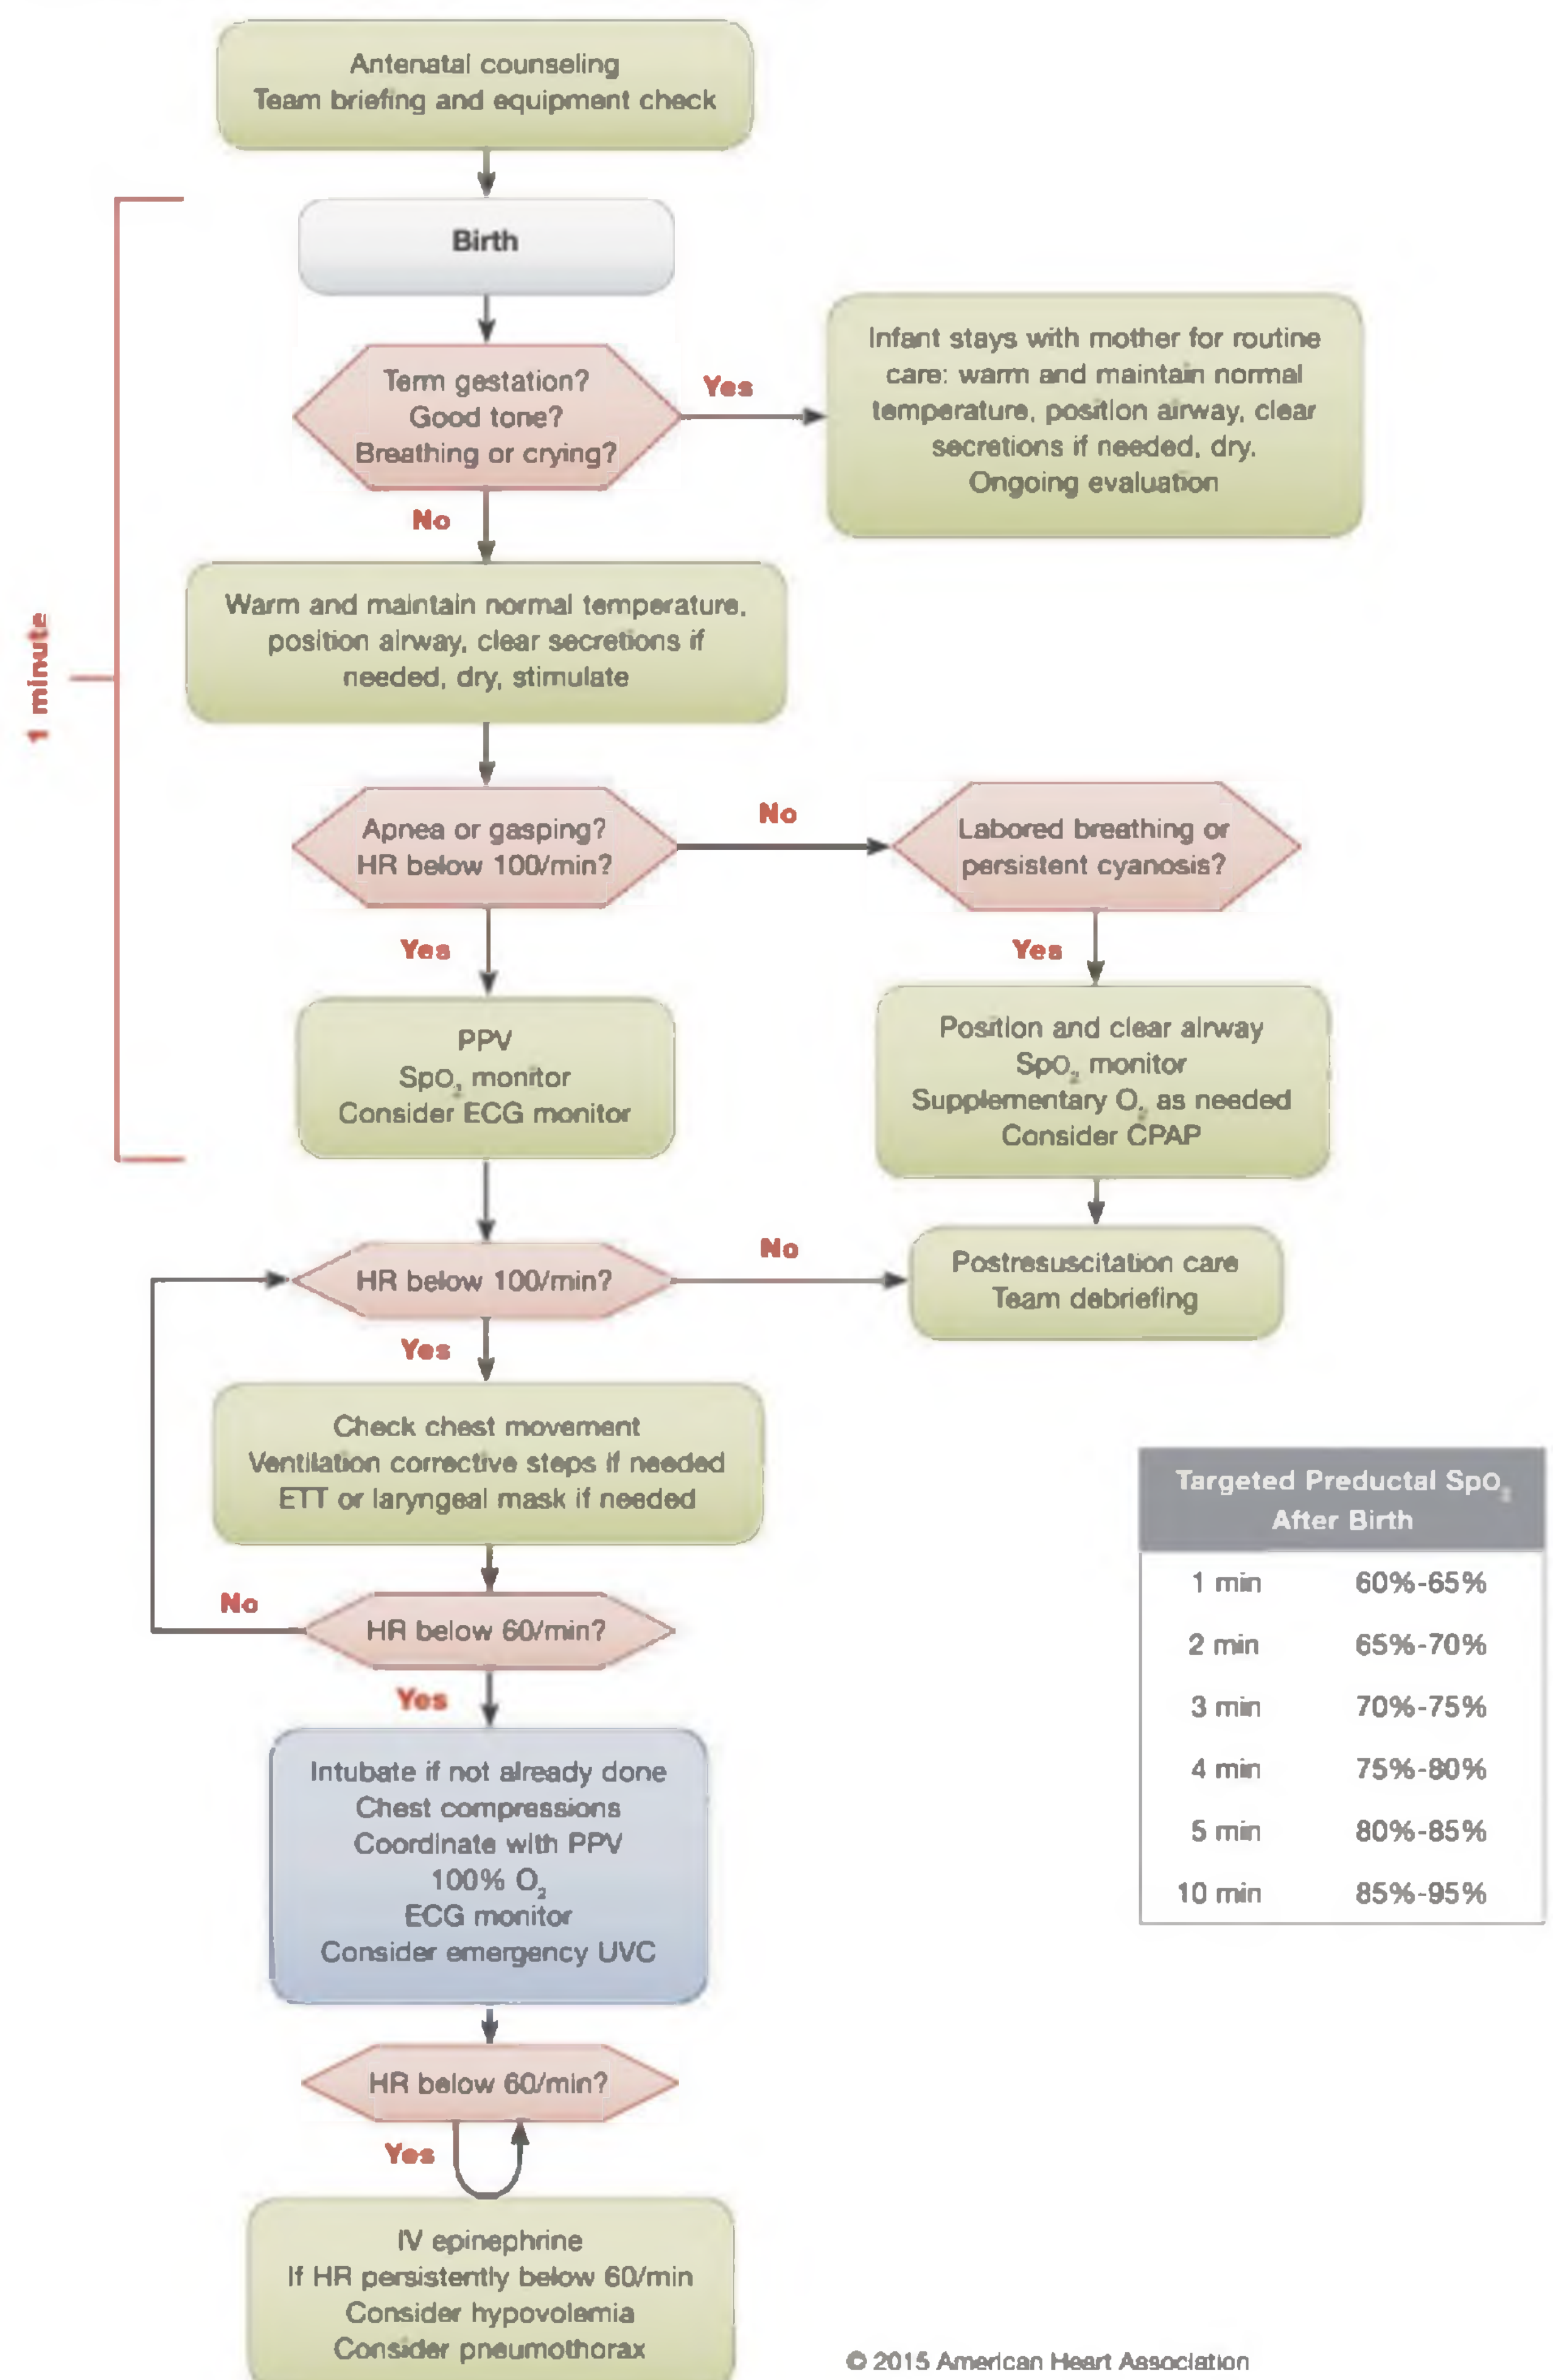 Antenatal counseling
Team briefing and equipment check
Birth
Term gestation?
Good tone?
Breathing or crying?
Yes
Infant stays with mother for routine
care: warm and maintain normal
temperature, position airway, clear
secretions if needed, dry.
Ongoing evaluation
No
Warm and maintain normal temperature,
position airway, clear secretions if
needed, dry, stimulate
1 minute
Apnea or gasping?
HR below 100/min?
No
Labored breathing or
persistent cyanosis?
Yes
Yes
PPV
SpO₂ monitor
Consider ECG monitor
Position and clear airway
SpO₂ monitor
Supplementary O₂ as needed
Consider CPAP
HR below 100/min?
No
Postresuscitation care
Team debriefing
Yes
Check chest movement
Ventilation corrective steps if needed
ETT or laryngeal mask if needed
No
HR below 60/min?
Yes
Intubate if not already done
Chest compressions
Coordinate with PPV
100% O₂
ECG monitor
Consider emergency UVC
HR below 60/min?
Yes
IV epinephrine
If HR persistently below 60/min
Consider hypovolemia
Consider pneumothorax
Targeted Preductal SpO₂
After Birth
1 min 60%-65%
2 min 65%-70%
3 min 70%-75%
4 min 75%-80%
5 min 80%-85%
10 min 85%-95%
© 2015 American Heart Association